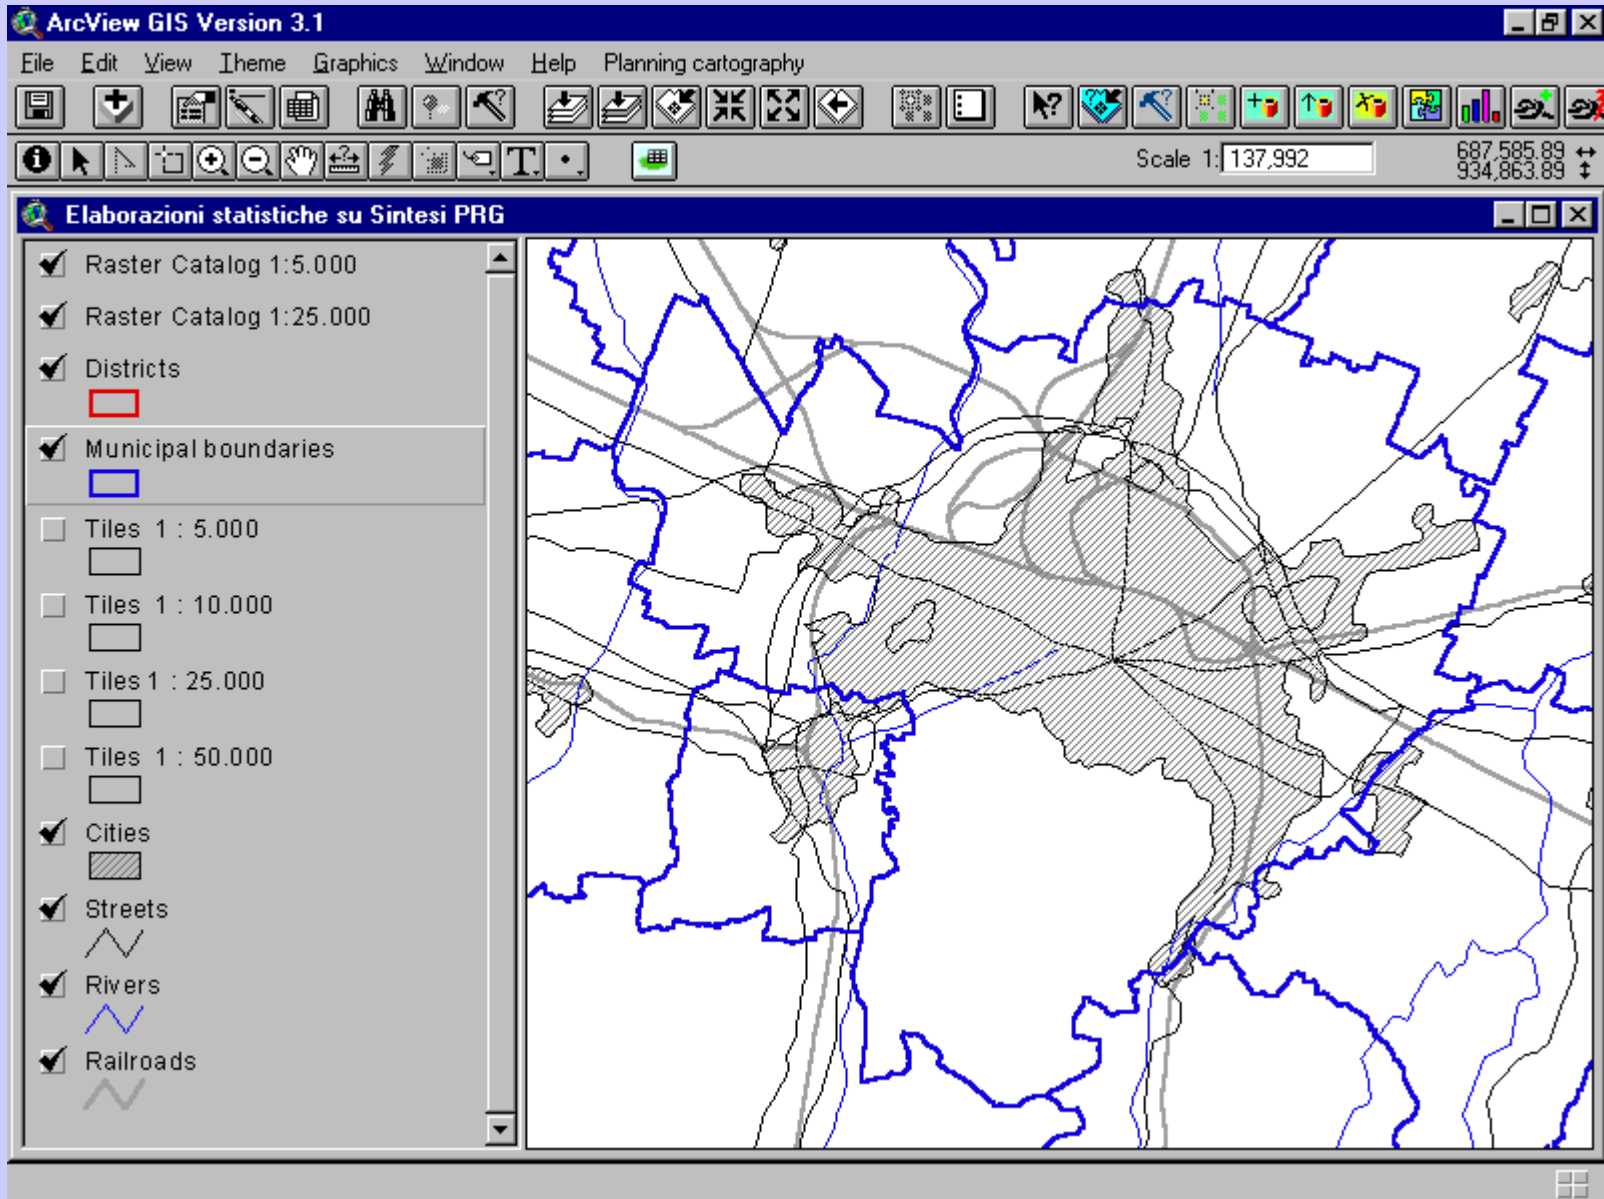 ArcView GIS Version 3.1
File Edit View Theme Graphics Window Help Planning cartography
Scale 1: 137,992
687,585.89
934,863.89
Elaborazioni statistiche su Sintesi PRG
Raster Catalog 1:5.000
Raster Catalog 1:25.000
Districts
Municipal boundaries
Tiles 1 : 5.000
Tiles 1 : 10.000
Tiles 1 : 25.000
Tiles 1 : 50.000
Cities
Streets
Rivers
Railroads